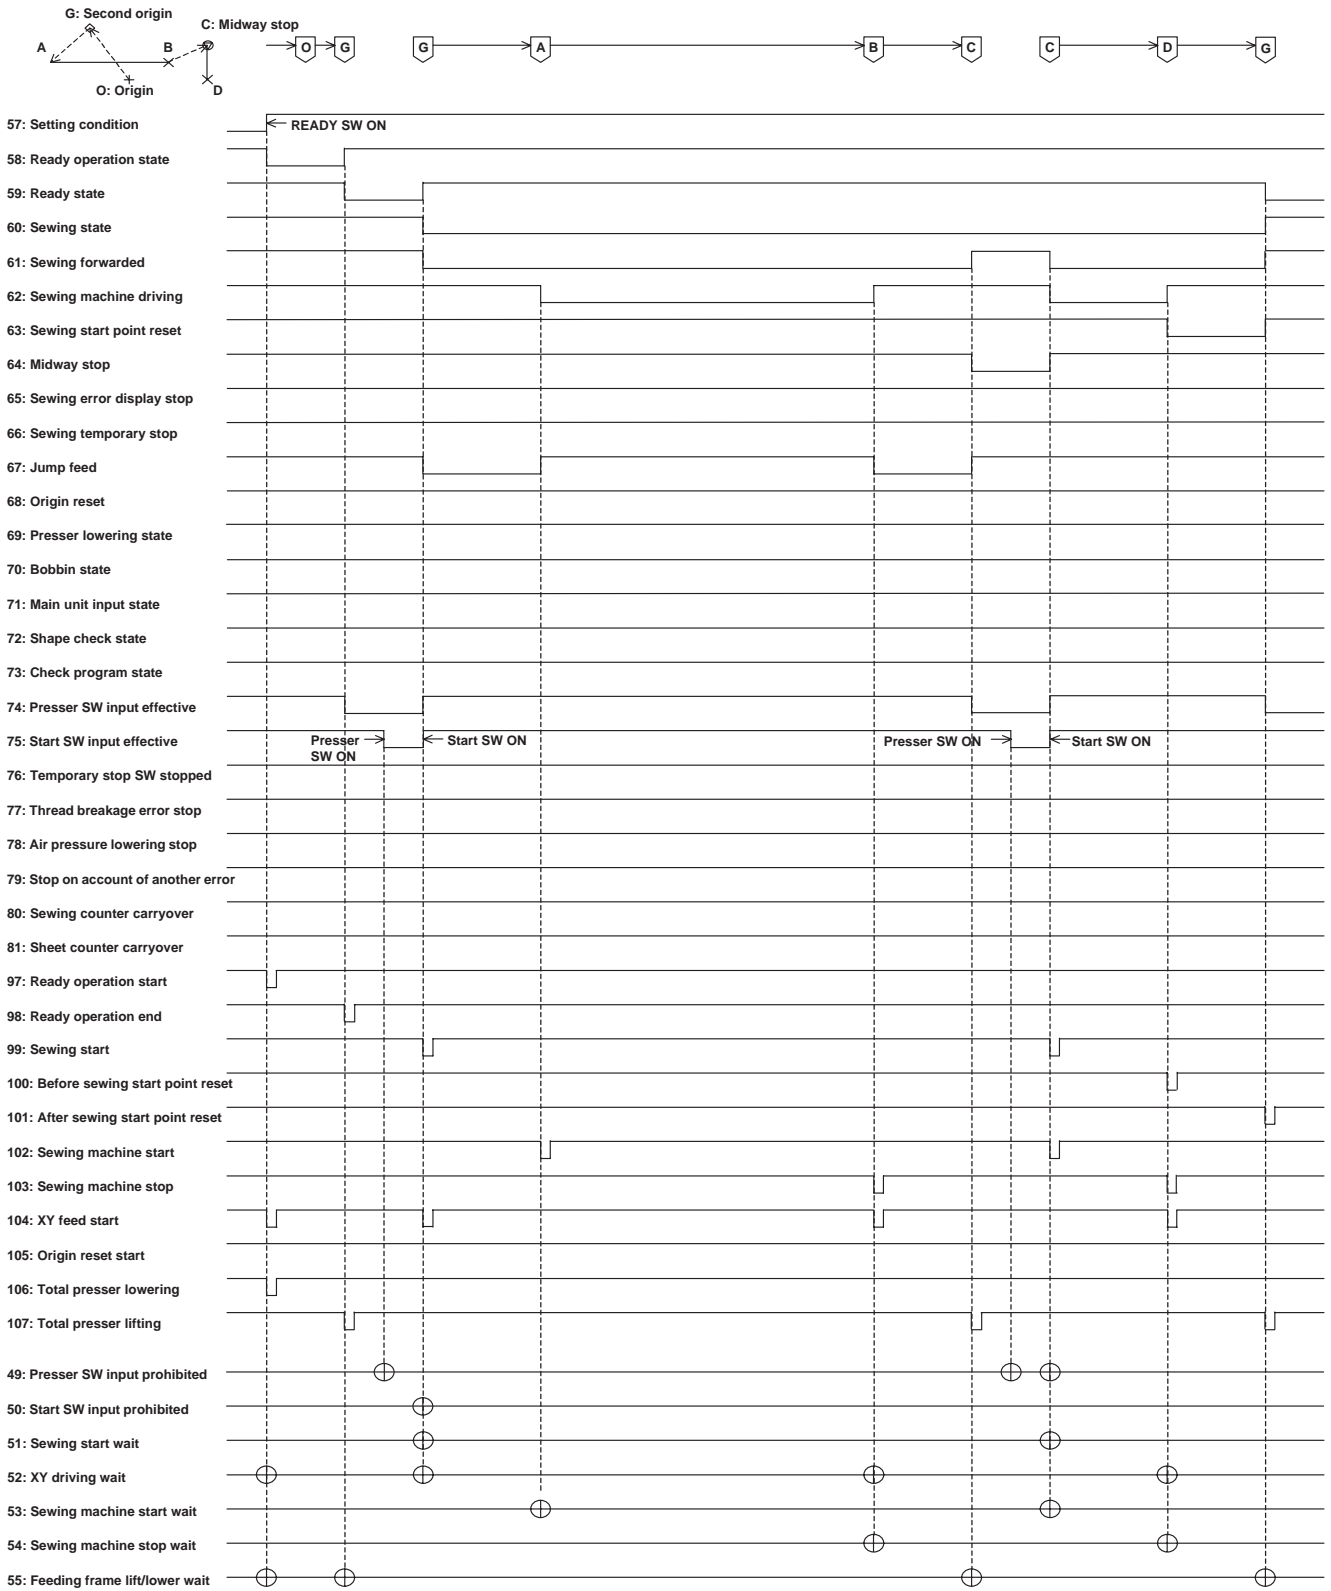 G: Second origin
C: Midway stop
A
B
O: Origin
D
O
G
G
A
B
C
C
D
G
57: Setting condition
READY SW ON
58: Ready operation state
59: Ready state
60: Sewing state
61: Sewing forwarded
62: Sewing machine driving
63: Sewing start point reset
64: Midway stop
65: Sewing error display stop
66: Sewing temporary stop
67: Jump feed
68: Origin reset
69: Presser lowering state
70: Bobbin state
71: Main unit input state
72: Shape check state
73: Check program state
74: Presser SW input effective
75: Start SW input effective
Presser
SW ON
Start SW ON
Presser SW ON
Start SW ON
76: Temporary stop SW stopped
77: Thread breakage error stop
78: Air pressure lowering stop
79: Stop on account of another error
80: Sewing counter carryover
81: Sheet counter carryover
97: Ready operation start
98: Ready operation end
99: Sewing start
100: Before sewing start point reset
101: After sewing start point reset
102: Sewing machine start
103: Sewing machine stop
104: XY feed start
105: Origin reset start
106: Total presser lowering
107: Total presser lifting
49: Presser SW input prohibited
50: Start SW input prohibited
51: Sewing start wait
52: XY driving wait
53: Sewing machine start wait
54: Sewing machine stop wait
55: Feeding frame lift/lower wait